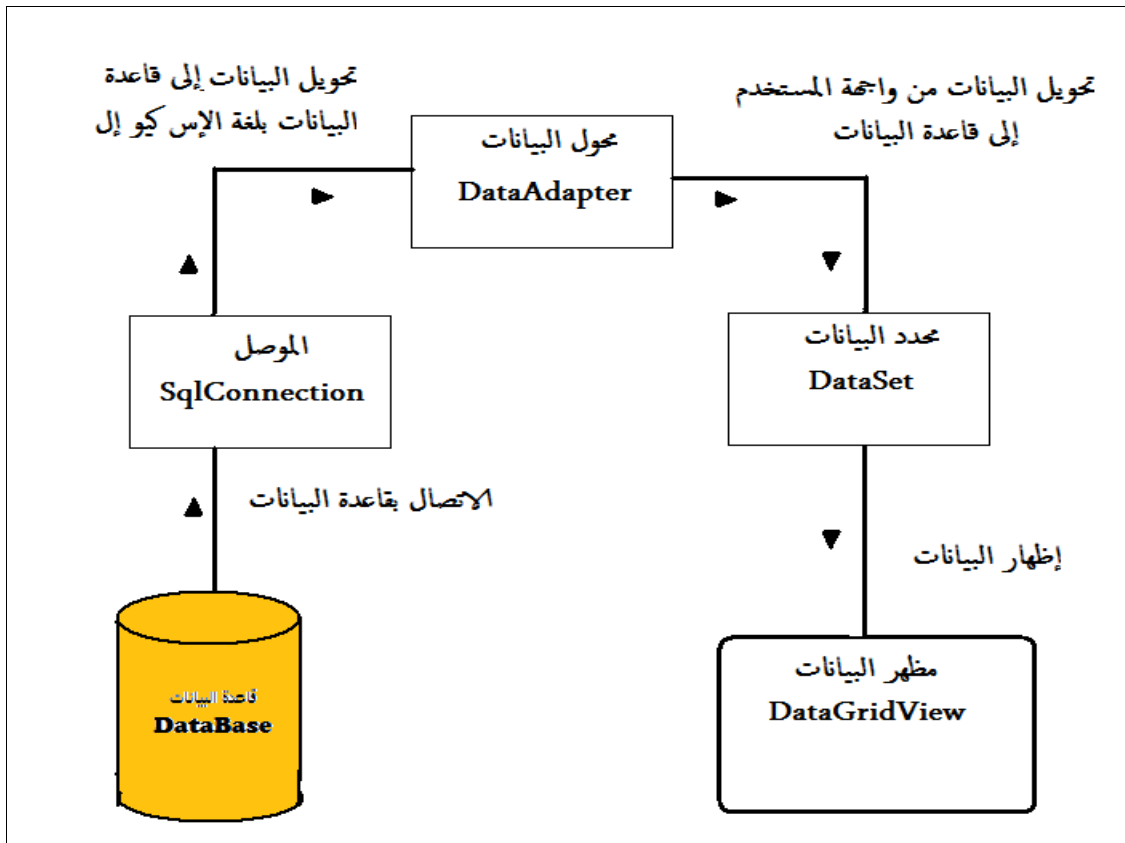 تحويل البيانات إلى قاعدة
البيانات بلغة الإس كيو إل
محول البيانات
DataAdapter
تحويل البيانات من واجهة المستخدم
إلى قاعدة البيانات
الموصل
SqlConnection
محدد البيانات
DataSet
الاتصال بقاعدة البيانات
إظهار البيانات
قاعدة البيانات
DataBase
مظهر البيانات
DataGridView